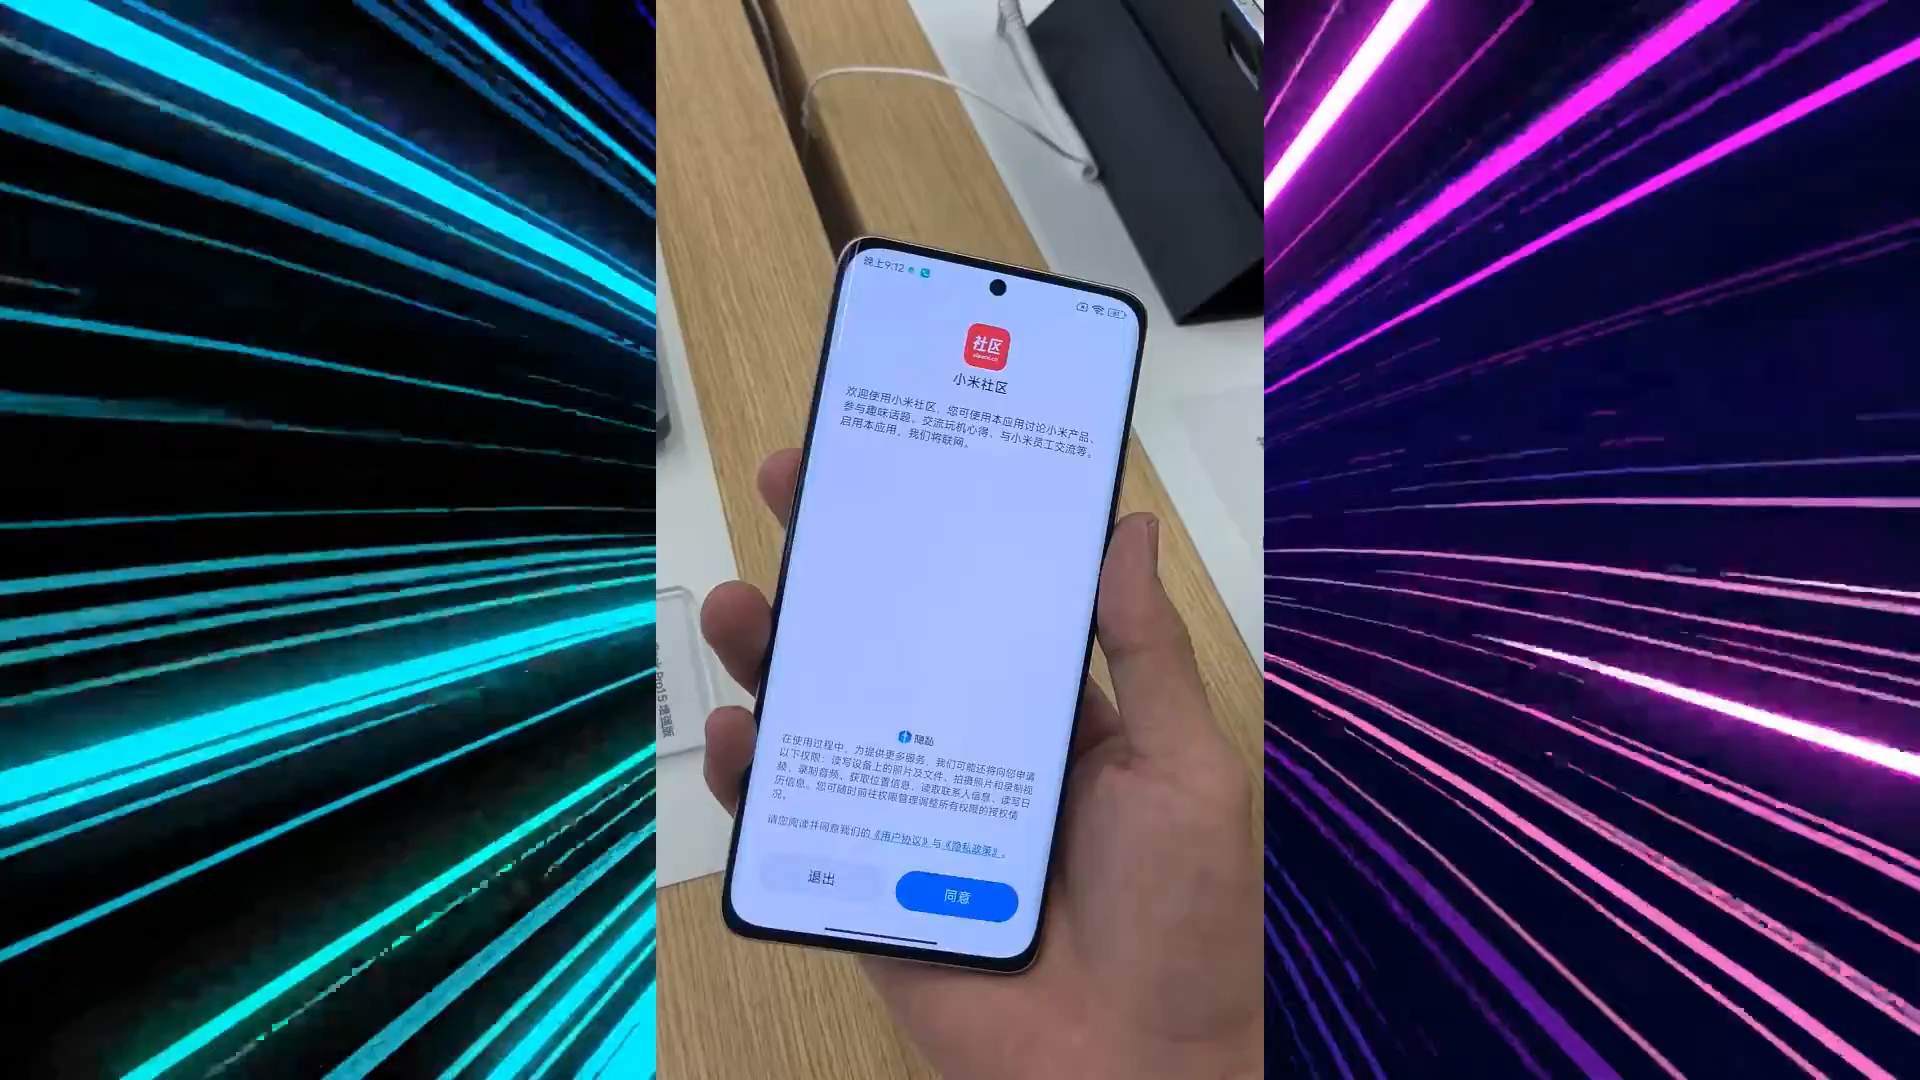 晚上9:12
社区
小米社区
欢迎使用小米社区，您可使用本应用讨论小米产品、
参与趣味话题、交流玩机心得、与小米员工交流等。
启用本应用，我们将联网。
隐私
在使用过程中，为提供更多服务，我们可能还将向您申请
以下权限：读写设备上的照片及文件、拍摄照片和录制视
频、录制音频、获取位置信息、读取联系人信息、读写日
历信息。您可随时前往权限管理调整所有权限的授权情
况。
请您阅读并同意我们的《用户协议》与《隐私政策》。
退出
同意
Pro15 增强版